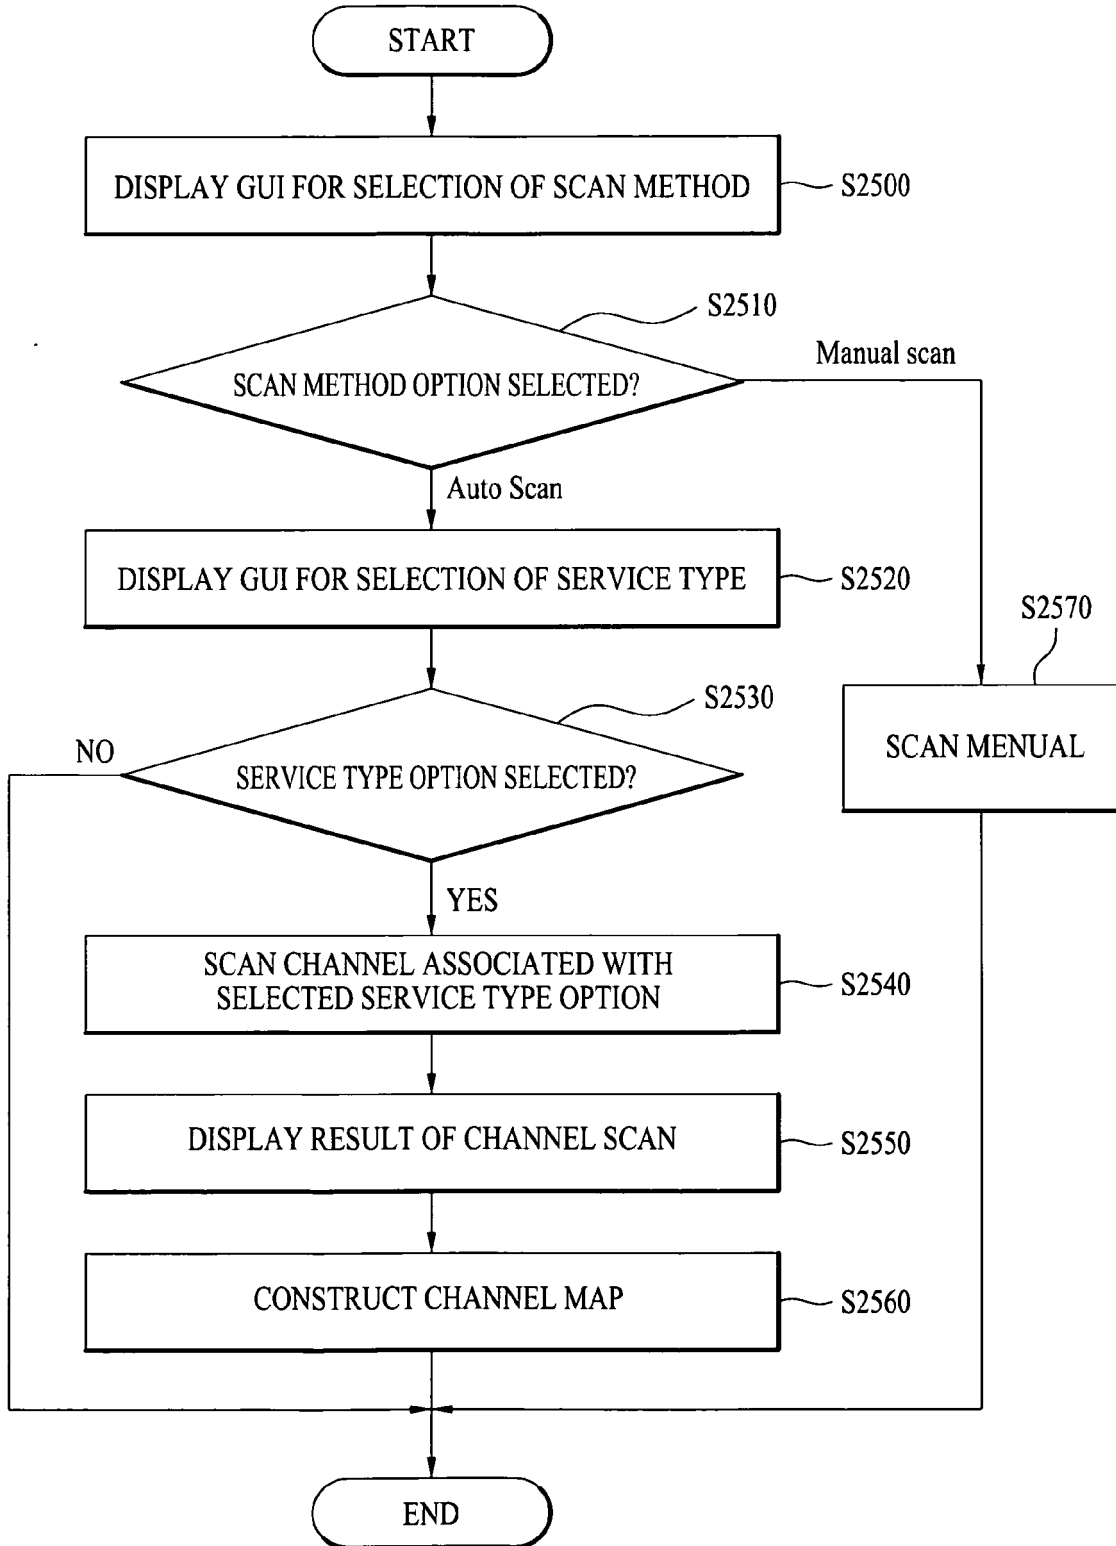 START
DISPLAY GUI FOR SELECTION OF SCAN METHOD
S2500
S2510
SCAN METHOD OPTION SELECTED?
Manual scan
Auto Scan
DISPLAY GUI FOR SELECTION OF SERVICE TYPE
S2520
S2570
SCAN MENUAL
S2530
NO
SERVICE TYPE OPTION SELECTED?
YES
SCAN CHANNEL ASSOCIATED WITH
SELECTED SERVICE TYPE OPTION
S2540
DISPLAY RESULT OF CHANNEL SCAN
S2550
CONSTRUCT CHANNEL MAP
S2560
END